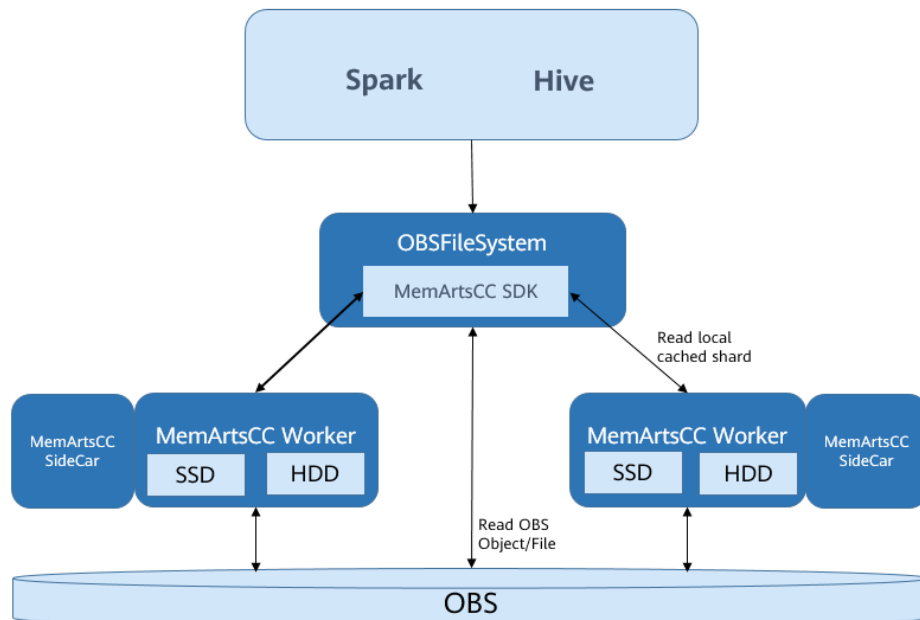 Spark
Hive
OBSFileSystem
MemArtsCC SDK
Read local
cached shard
MemArtsCC
SideCar
MemArtsCC Worker
SSD
HDD
MemArtsCC Worker
SSD
HDD
MemArtsCC
SideCar
Read OBS
Object/File
OBS